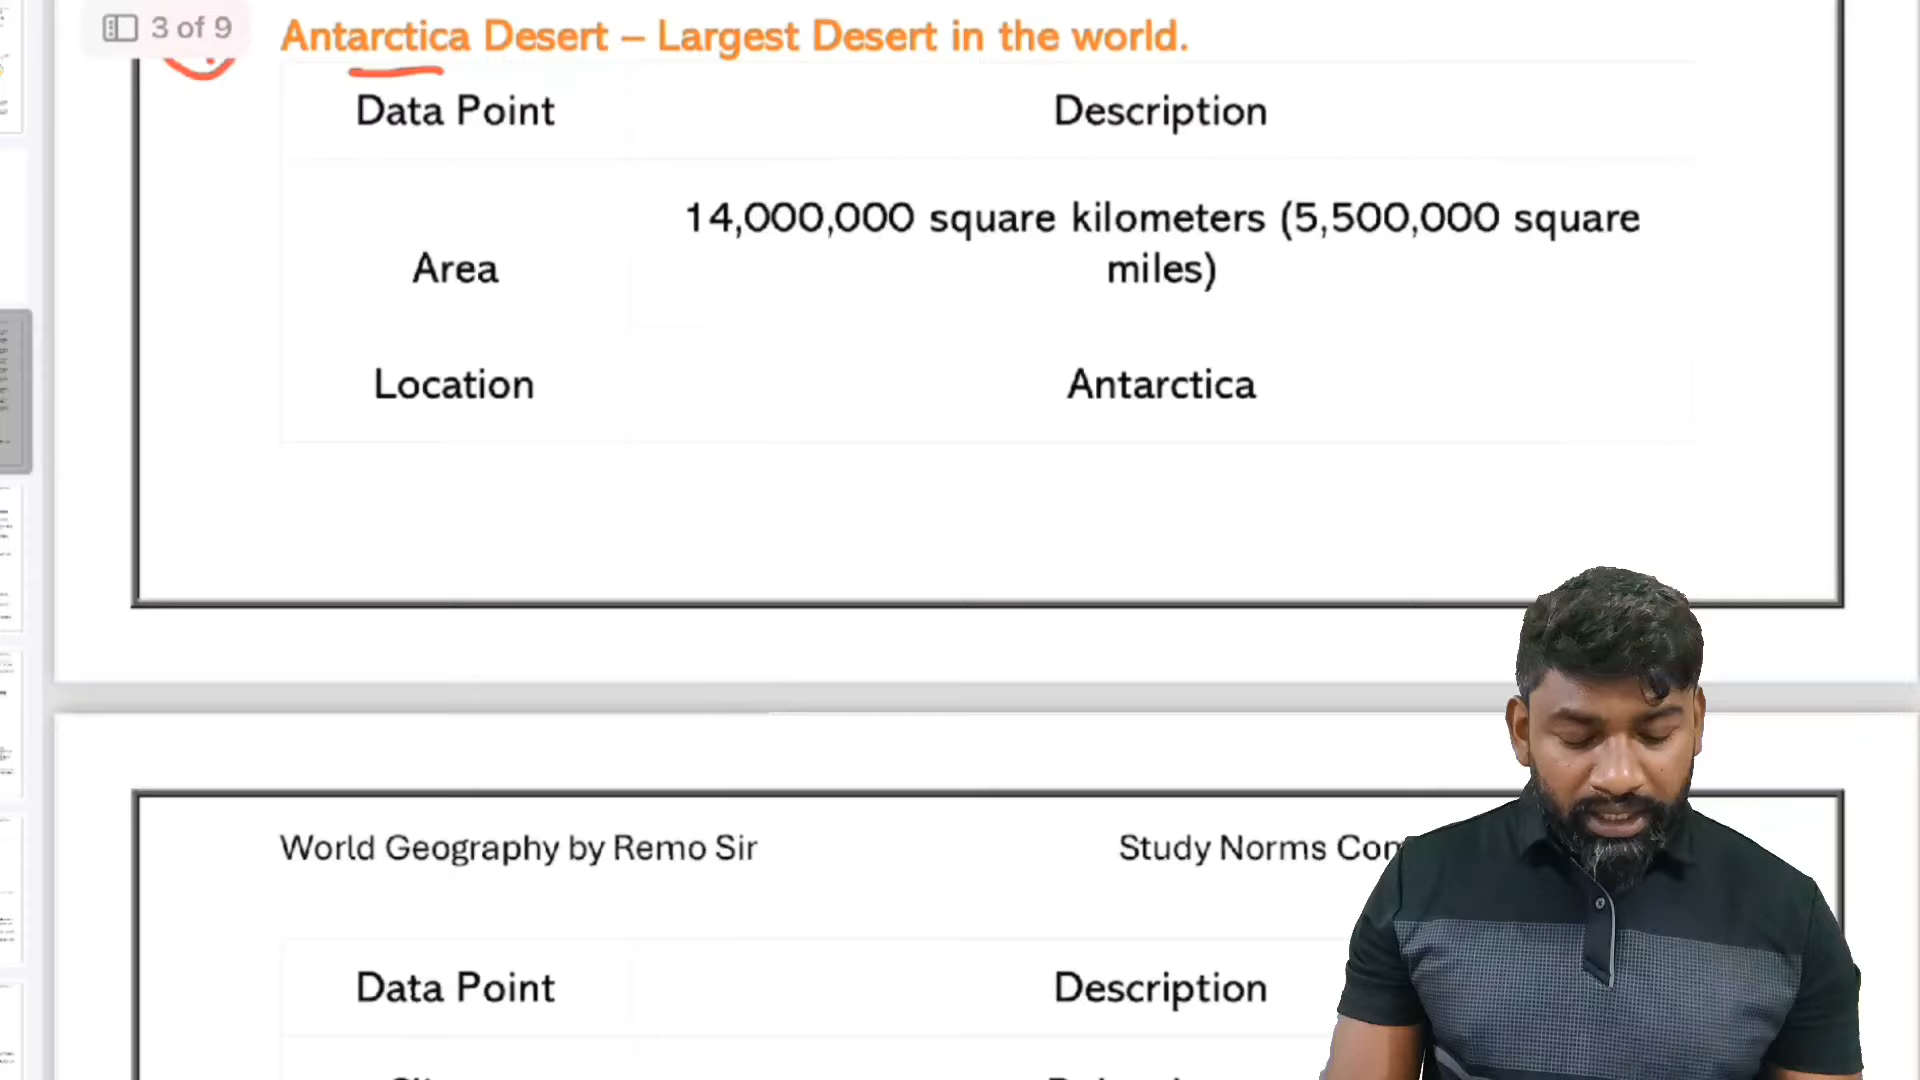 3 of 9
Antarctica Desert – Largest Desert in the world.
Data Point Description
14,000,000 square kilometers (5,500,000 square
Area
miles)
Location Antarctica
World Geography by Remo Sir Study Norms
Data Point Description